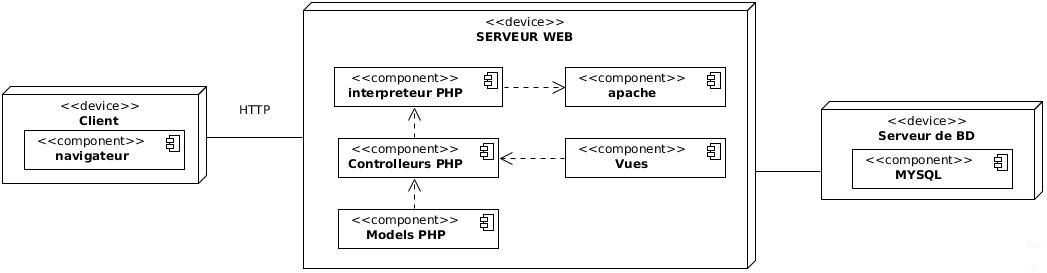 <<device>>
SERVEUR WEB
<<component>>
interpreteur PHP
<<component>>
apache
<<device>>
Client
<<component>>
navigateur
HTTP
<<component>>
Controlleurs PHP
<<component>>
Vues
<<component>>
Models PHP
<<device>>
Serveur de BD
<<component>>
MYSQL